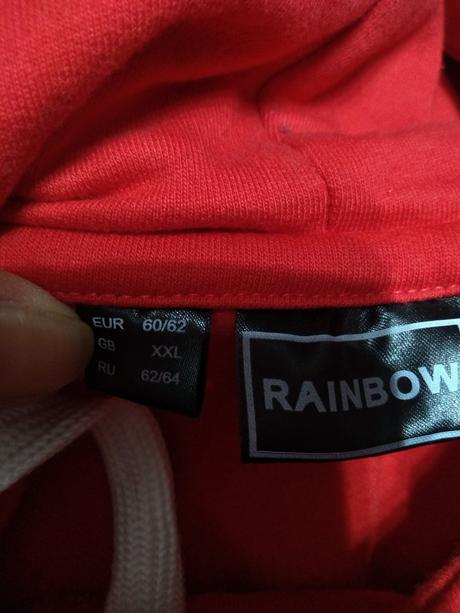 EUR 60/62
GB XXL
RU 62/64
RAINBOW